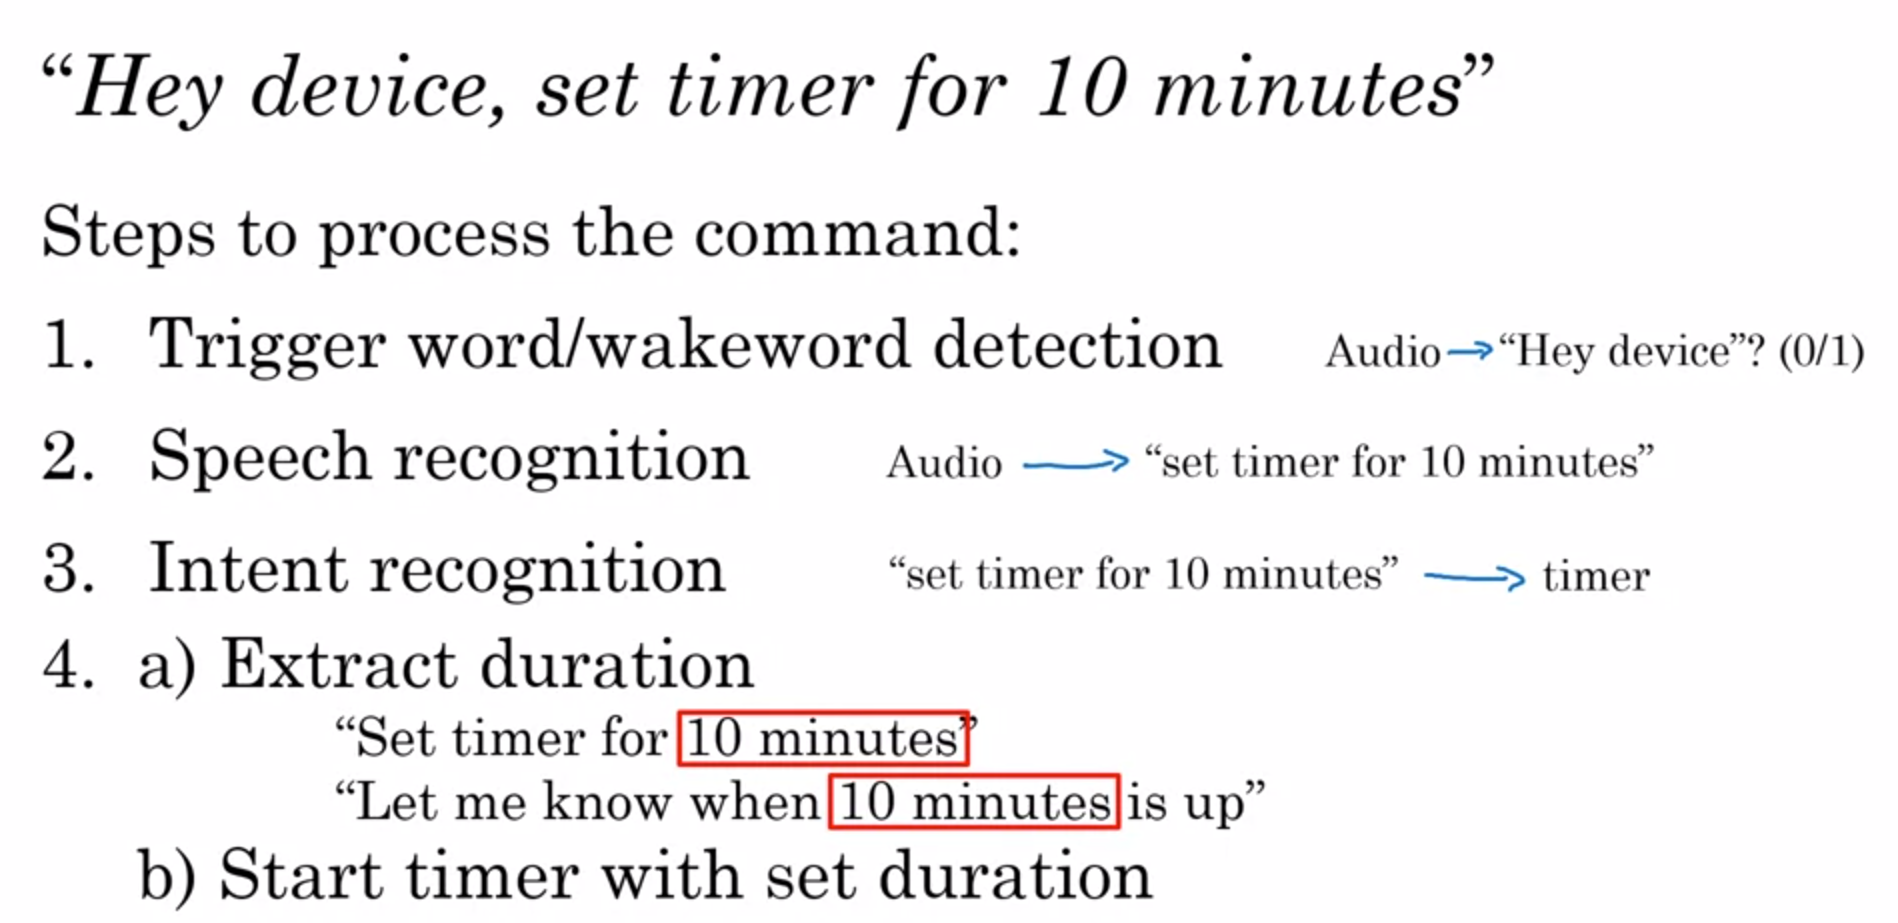 “Hey device, set timer for 10 minutes”
Steps to process the command:
1. Trigger word/wakeword detection Audio → “Hey device”? (0/1)
2. Speech recognition Audio → “set timer for 10 minutes”
3. Intent recognition “set timer for 10 minutes” → timer
4. a) Extract duration
“Set timer for 10 minutes”
“Let me know when 10 minutes is up”
b) Start timer with set duration